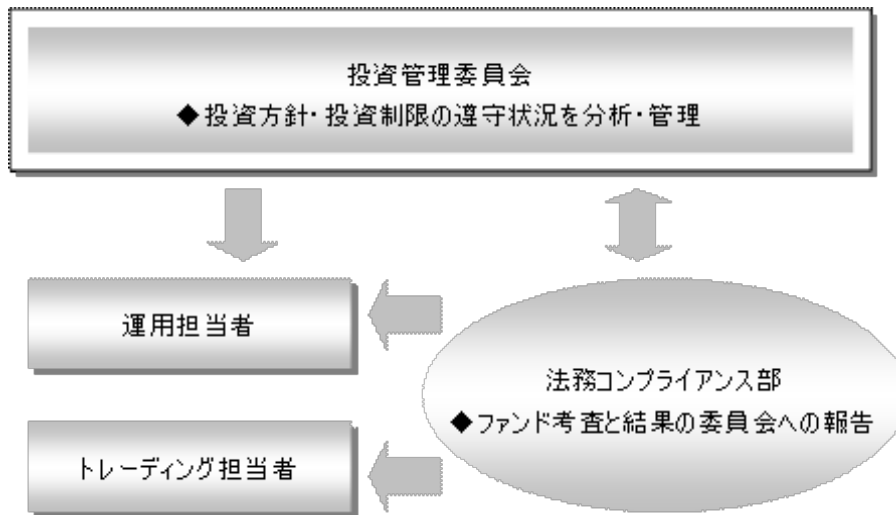 投資管理委員会
◆投資方針・投資制限の遵守状況を分析・管理
運用担当者
法務コンプライアンス部
◆ファンド考査と結果の委員会への報告
トレーディング担当者